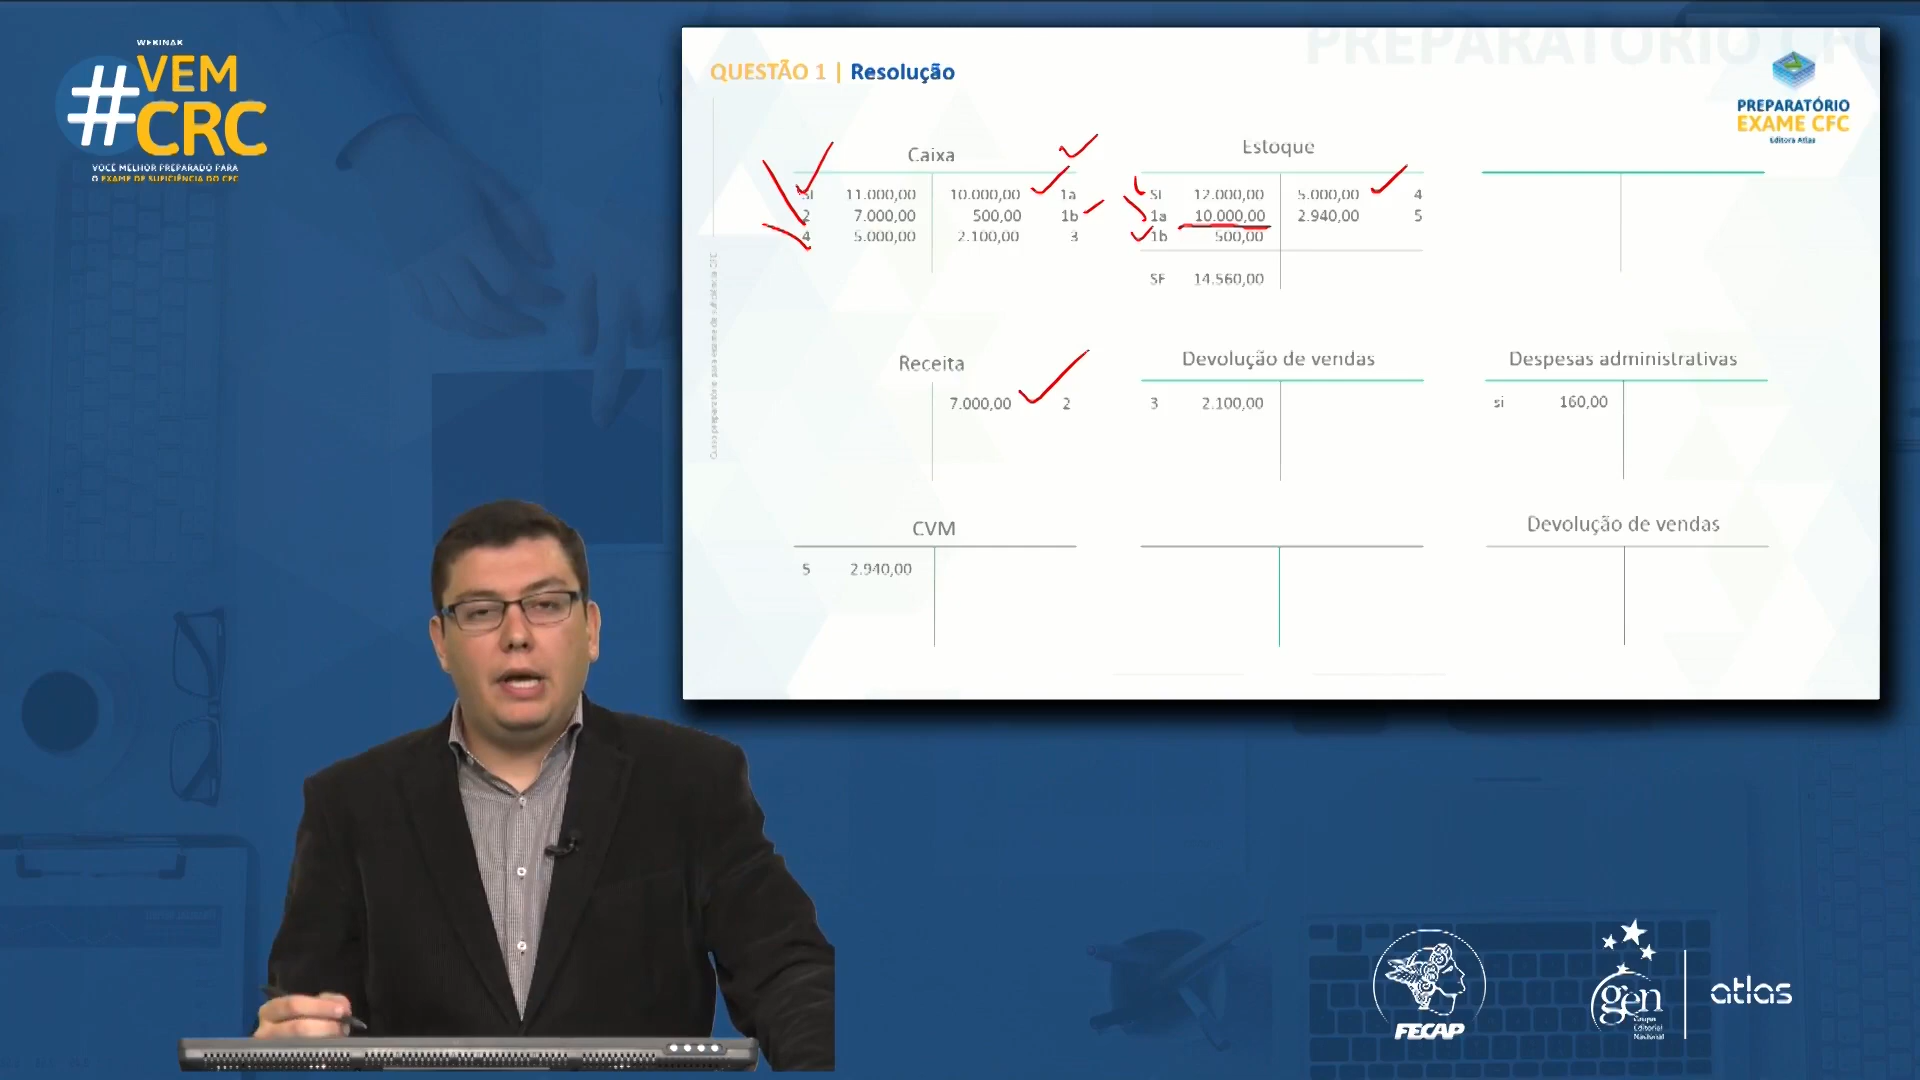 WEBINAR
#VEM
CRC
VOCÊ MELHOR PREPARADO PARA
O EXAME DE SUFICIÊNCIA DO CFC
PREPARATÓRIO CFC
QUESTÃO 1 | Resolução
PREPARATÓRIO
EXAME CFC
Editora Atlas
Caixa
SI 11.000,00 10.000,00 1a
2 7.000,00 500,00 1b
4 5.000,00 2.100,00 3
Estoque
SI 12.000,00 5.000,00 4
1a 10.000,00 2.940,00 5
1b 500,00
SF 14.560,00
Receita
7.000,00 2
Devolução de vendas
3 2.100,00
Despesas administrativas
si 160,00
CVM
5 2.940,00
Devolução de vendas
FECAP
gen
Grupo
Editorial
Nacional
atlas